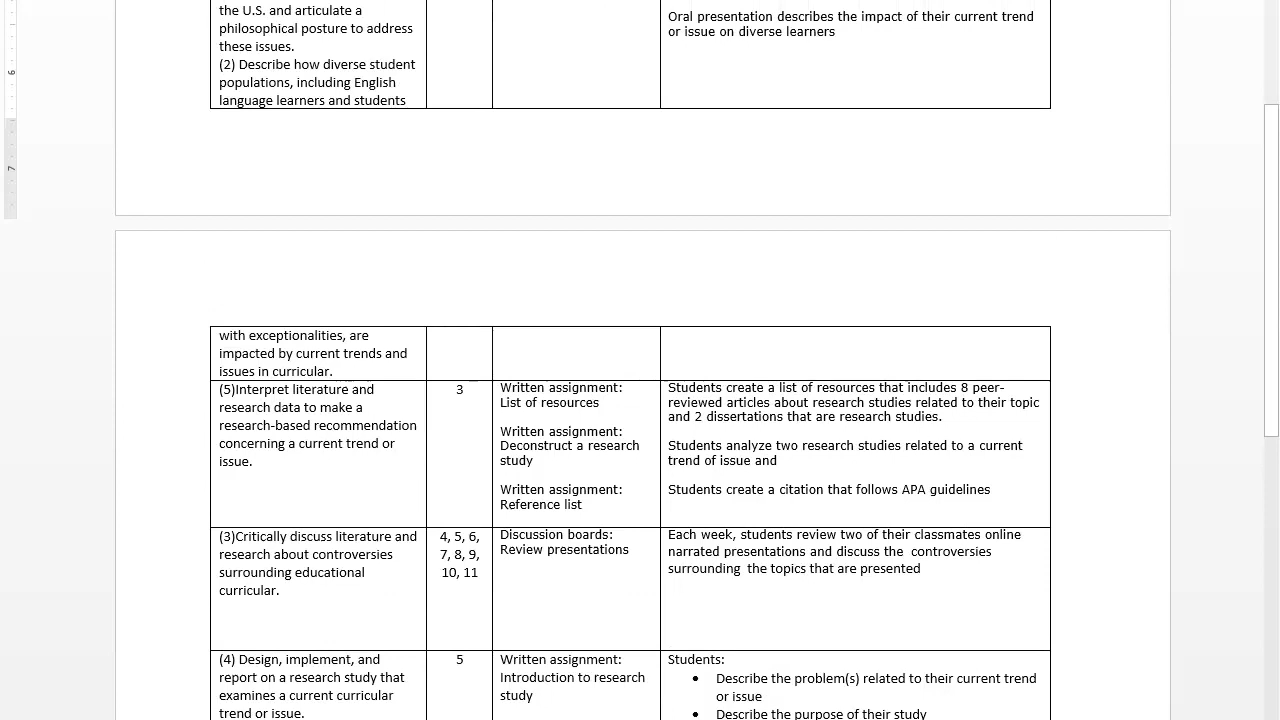 the U.S. and articulate a
philosophical posture to address
these issues.
(2) Describe how diverse student
populations, including English
language learners and students
Oral presentation describes the impact of their current trend
or issue on diverse learners
6
7
with exceptionalities, are
impacted by current trends and
issues in curricular.
(5)Interpret literature and
research data to make a
research-based recommendation
concerning a current trend or
issue.
3
Written assignment:
List of resources
Written assignment:
Deconstruct a research
study
Written assignment:
Reference list
Students create a list of resources that includes 8 peer-
reviewed articles about research studies related to their topic
and 2 dissertations that are research studies.
Students analyze two research studies related to a current
trend of issue and
Students create a citation that follows APA guidelines
(3)Critically discuss literature and
research about controversies
surrounding educational
curricular.
4, 5, 6,
7, 8, 9,
10, 11
Discussion boards:
Review presentations
Each week, students review two of their classmates online
narrated presentations and discuss the  controversies
surrounding  the topics that are presented
(4) Design, implement, and
report on a research study that
examines a current curricular
trend or issue.
5
Written assignment:
Introduction to research
study
Students:
• Describe the problem(s) related to their current trend
or issue
• Describe the purpose of their study